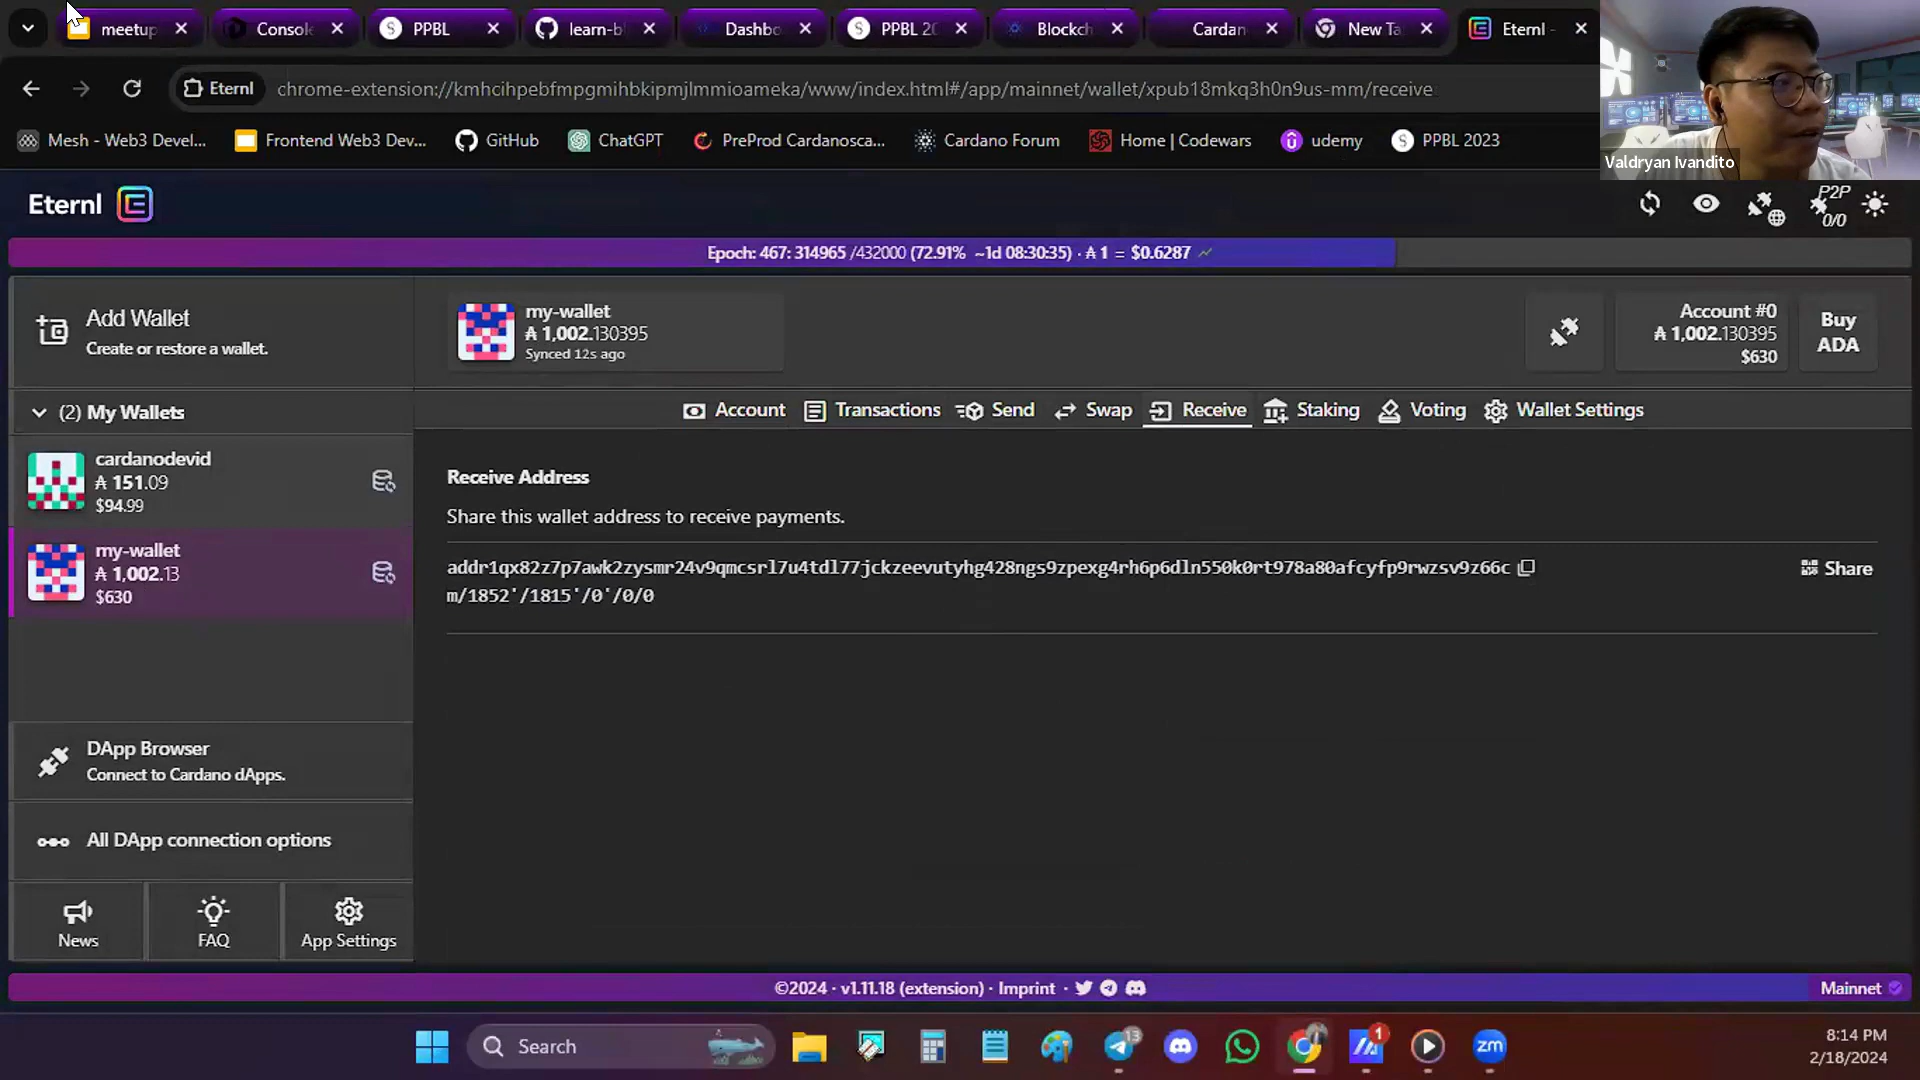 meetup
Console
PPBL
learn-bl
Dashbo
PPBL 20
Blockch
Cardan
New Ta
Eternl -
Eternl
chrome-extension://kmhcihpebfmpgmihbkipmjlmmioameka/www/index.html#/app/mainnet/wallet/xpub18mkq3h0n9us-mm/receive
Mesh - Web3 Devel...
Frontend Web3 Dev...
GitHub
ChatGPT
PreProd Cardanosca...
Cardano Forum
Home | Codewars
udemy
PPBL 2023
Valdryan Ivandito
Eternl
P2P
0/0
Epoch: 467: 314965 /432000 (72.91% ~1d 08:30:35) · ₳ 1 = $0.6287
Add Wallet
Create or restore a wallet.
my-wallet
₳ 1,002.130395
Synced 12s ago
Account #0
₳ 1,002.130395
$630
Buy
ADA
(2) My Wallets
Account
Transactions
Send
Swap
Receive
Staking
Voting
Wallet Settings
cardanodevid
₳ 151.09
$94.99
my-wallet
₳ 1,002.13
$630
Receive Address
Share this wallet address to receive payments.
addr1qx82z7p7awk2zysmr24v9qmcsrl7u4tdl77jckzeevutyhg428ngs9zpexg4rh6p6dln550k0rt978a80afcyfp9rwzsv9z66c
m/1852'/1815'/0'/0/0
Share
DApp Browser
Connect to Cardano dApps.
All DApp connection options
News
FAQ
App Settings
©2024 · v1.11.18 (extension) · Imprint ·
Mainnet
Search
13
1
zm
8:14 PM
2/18/2024